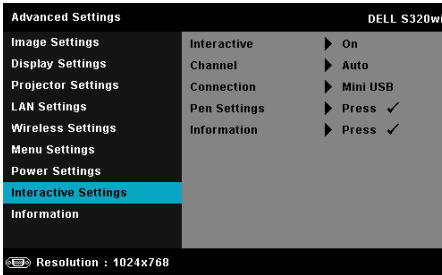 Advanced Settings DELL S320wi
Image Settings
Display Settings
Projector Settings
LAN Settings
Wireless Settings
Menu Settings
Power Settings
Interactive Settings
Information
Interactive On
Channel Auto
Connection Mini USB
Pen Settings Press ✓
Information Press ✓
Resolution : 1024x768